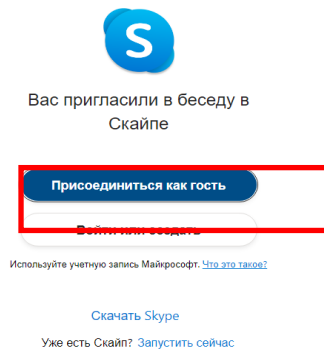 S
Вас пригласили в беседу в
Скайпе
Присоединиться как гость
Войти или создать
Используйте учетную запись Майкрософт. Что это такое?
Скачать Skype
Уже есть Скайп? Запустить сейчас